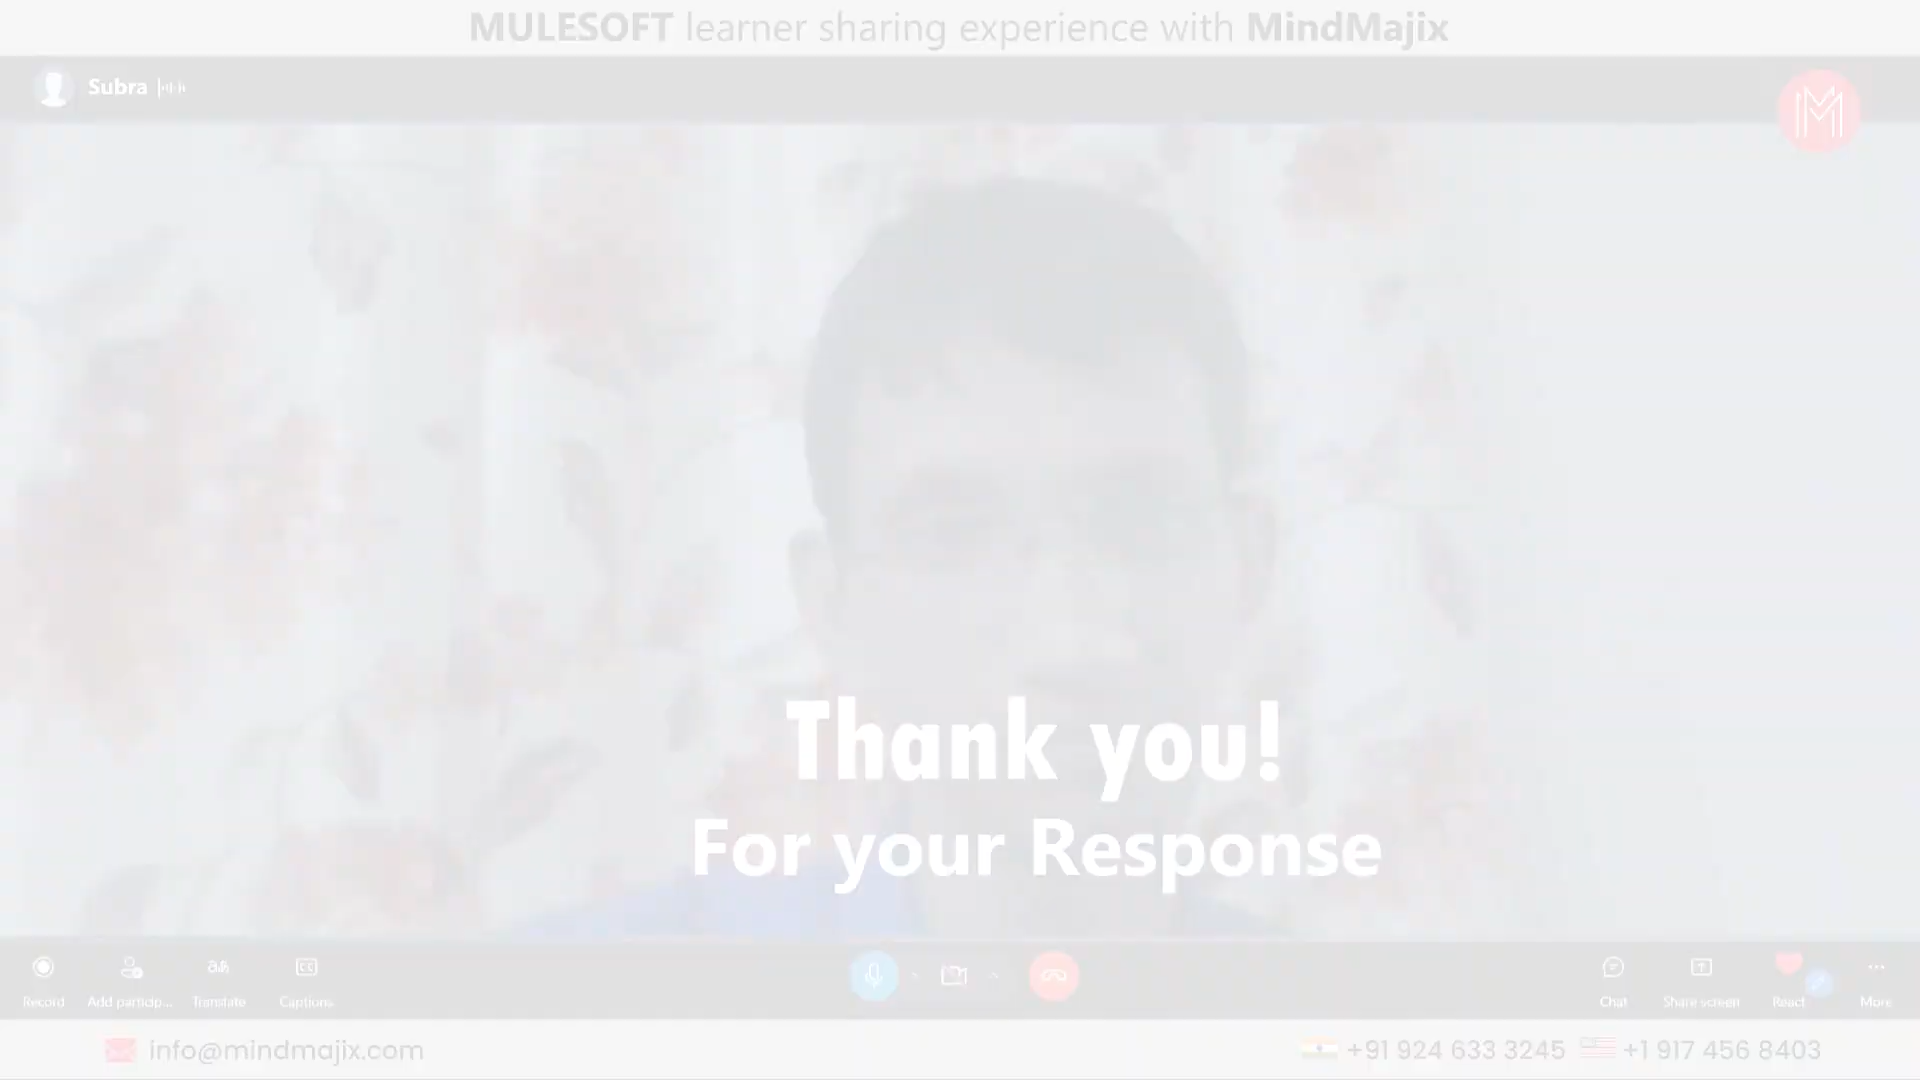 MULESOFT learner sharing experience with MindMajix
Subra
Thank you!
For your Response
Record
Add particip...
Translate
Captions
Chat
Share screen
React
More
info@mindmajix.com
+91 924 633 3245
+1 917 456 8403